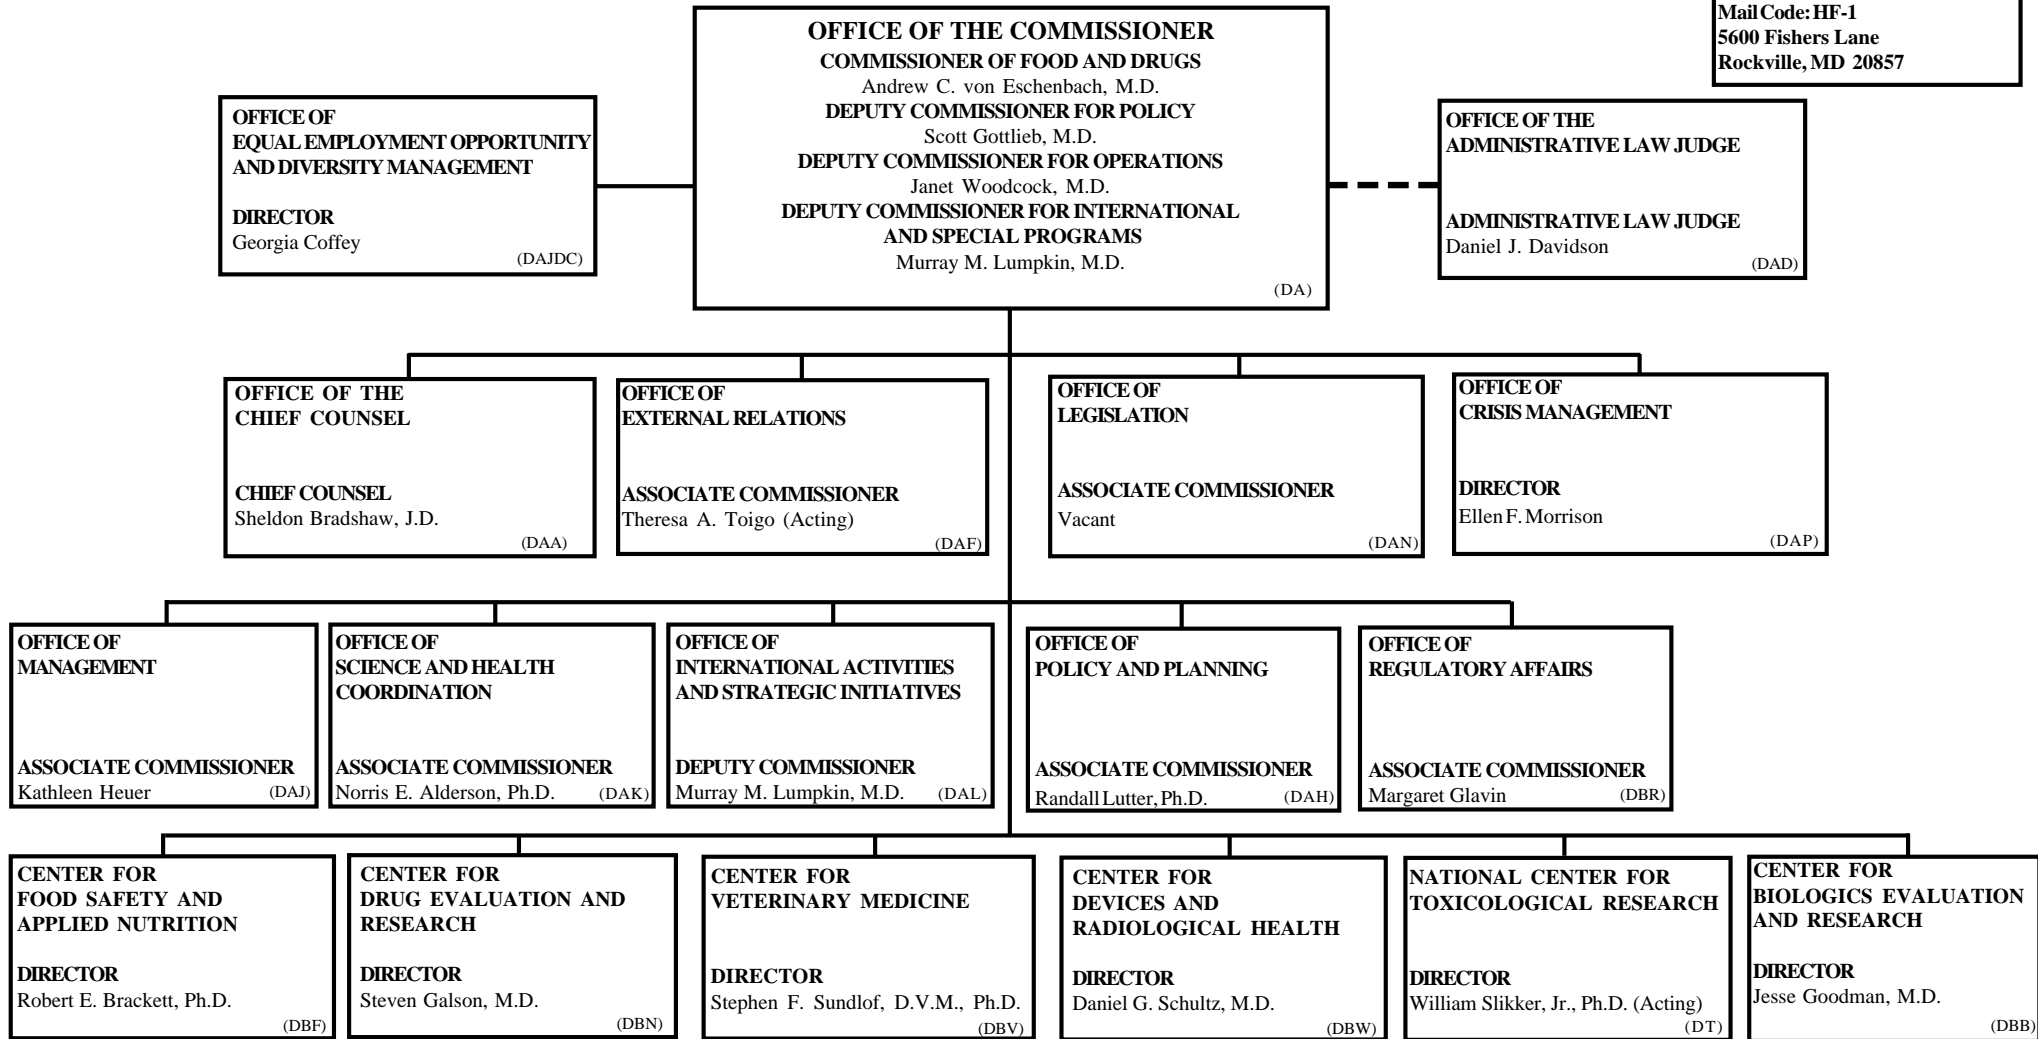 Mail Code: HF-1
5600 Fishers Lane
Rockville, MD 20857
OFFICE OF THE COMMISSIONER
COMMISSIONER OF FOOD AND DRUGS
Andrew C. von Eschenbach, M.D.
DEPUTY COMMISSIONER FOR POLICY
Scott Gottlieb, M.D.
DEPUTY COMMISSIONER FOR OPERATIONS
Janet Woodcock, M.D.
DEPUTY COMMISSIONER FOR INTERNATIONAL
AND SPECIAL PROGRAMS
Murray M. Lumpkin, M.D.
(DA)
OFFICE OF
EQUAL EMPLOYMENT OPPORTUNITY
AND DIVERSITY MANAGEMENT
DIRECTOR
Georgia Coffey
(DAJDC)
OFFICE OF THE
ADMINISTRATIVE LAW JUDGE
ADMINISTRATIVE LAW JUDGE
Daniel J. Davidson
(DAD)
OFFICE OF THE
CHIEF COUNSEL
CHIEF COUNSEL
Sheldon Bradshaw, J.D.
(DAA)
OFFICE OF
EXTERNAL RELATIONS
ASSOCIATE COMMISSIONER
Theresa A. Toigo (Acting)
(DAF)
OFFICE OF
LEGISLATION
ASSOCIATE COMMISSIONER
Vacant
(DAN)
OFFICE OF
CRISIS MANAGEMENT
DIRECTOR
Ellen F. Morrison
(DAP)
OFFICE OF
MANAGEMENT
ASSOCIATE COMMISSIONER
Kathleen Heuer (DAJ)
OFFICE OF
SCIENCE AND HEALTH
COORDINATION
ASSOCIATE COMMISSIONER
Norris E. Alderson, Ph.D. (DAK)
OFFICE OF
INTERNATIONAL ACTIVITIES
AND STRATEGIC INITIATIVES
DEPUTY COMMISSIONER
Murray M. Lumpkin, M.D. (DAL)
OFFICE OF
POLICY AND PLANNING
ASSOCIATE COMMISSIONER
Randall Lutter, Ph.D. (DAH)
OFFICE OF
REGULATORY AFFAIRS
ASSOCIATE COMMISSIONER
Margaret Glavin (DBR)
CENTER FOR
FOOD SAFETY AND
APPLIED NUTRITION
DIRECTOR
Robert E. Brackett, Ph.D.
(DBF)
CENTER FOR
DRUG EVALUATION AND
RESEARCH
DIRECTOR
Steven Galson, M.D.
(DBN)
CENTER FOR
VETERINARY MEDICINE
DIRECTOR
Stephen F. Sundlof, D.V.M., Ph.D.
(DBV)
CENTER FOR
DEVICES AND
RADIOLOGICAL HEALTH
DIRECTOR
Daniel G. Schultz, M.D.
(DBW)
NATIONAL CENTER FOR
TOXICOLOGICAL RESEARCH
DIRECTOR
William Slikker, Jr., Ph.D. (Acting)
(DT)
CENTER FOR
BIOLOGICS EVALUATION
AND RESEARCH
DIRECTOR
Jesse Goodman, M.D.
(DBB)